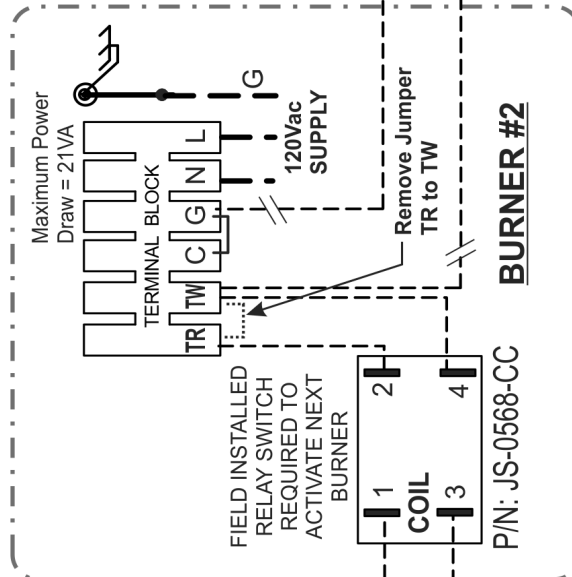 Maximum Power
Draw = 21VA
TERMINAL BLOCK
TR
TW
C
G
N
L
G
120Vac
SUPPLY
Remove Jumper
TR to TW
BURNER #2
FIELD INSTALLED
RELAY SWITCH
REQUIRED TO
ACTIVATE NEXT
BURNER
1
2
3
4
COIL
P/N: JS-0568-CC